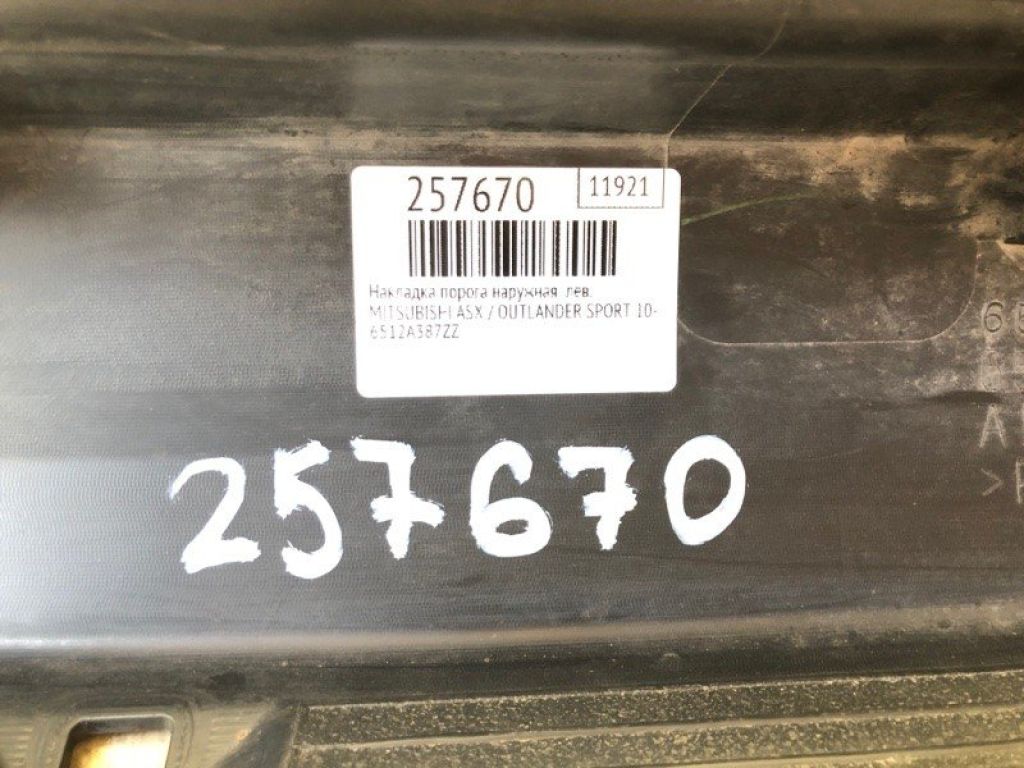 257670
11921
Накладка порога наружная лев.
MITSUBISHI ASX / OUTLANDER SPORT 10-
6512A387ZZ
257670